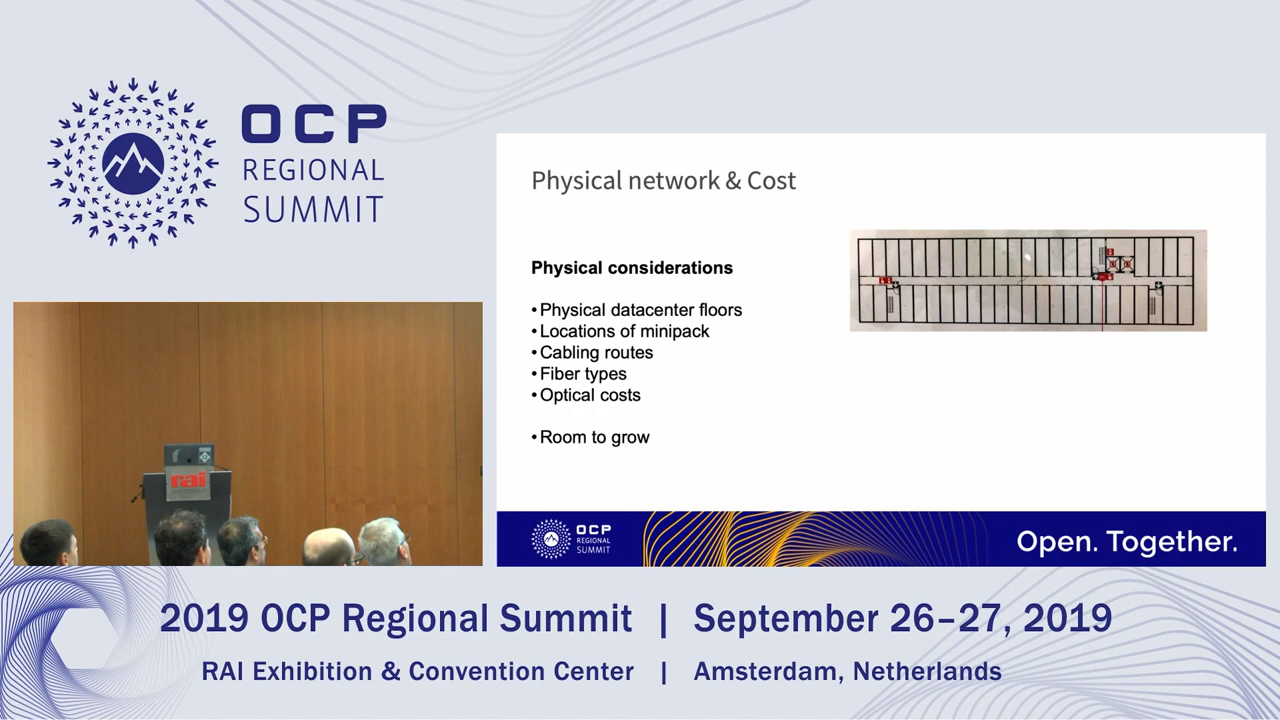 OCP
REGIONAL
SUMMIT
Physical network & Cost
Physical considerations
• Physical datacenter floors
• Locations of minipack
• Cabling routes
• Fiber types
• Optical costs
• Room to grow
rai
OCP
REGIONAL
SUMMIT
Open. Together.
2019 OCP Regional Summit | September 26–27, 2019
RAI Exhibition & Convention Center | Amsterdam, Netherlands